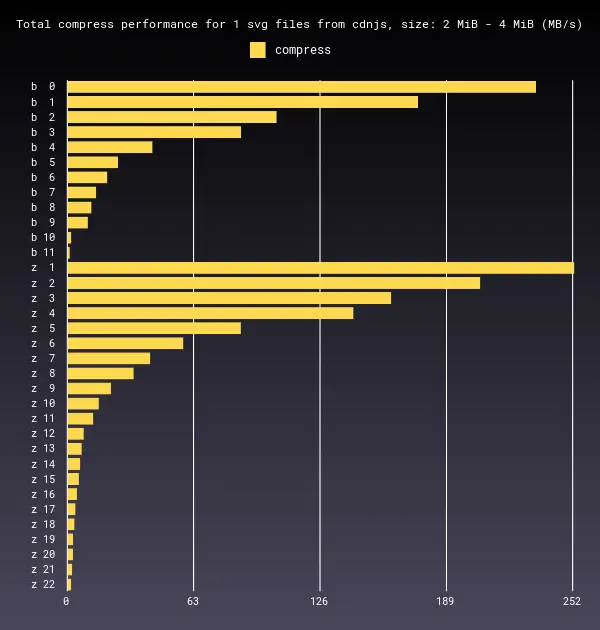 Total compress performance for 1 svg files from cdnjs, size: 2 MiB - 4 MiB (MB/s)
compress
b 0
b 1
b 2
b 3
b 4
b 5
b 6
b 7
b 8
b 9
b 10
b 11
z 1
z 2
z 3
z 4
z 5
z 6
z 7
z 8
z 9
z 10
z 11
z 12
z 13
z 14
z 15
z 16
z 17
z 18
z 19
z 20
z 21
z 22
0 63 126 189 252